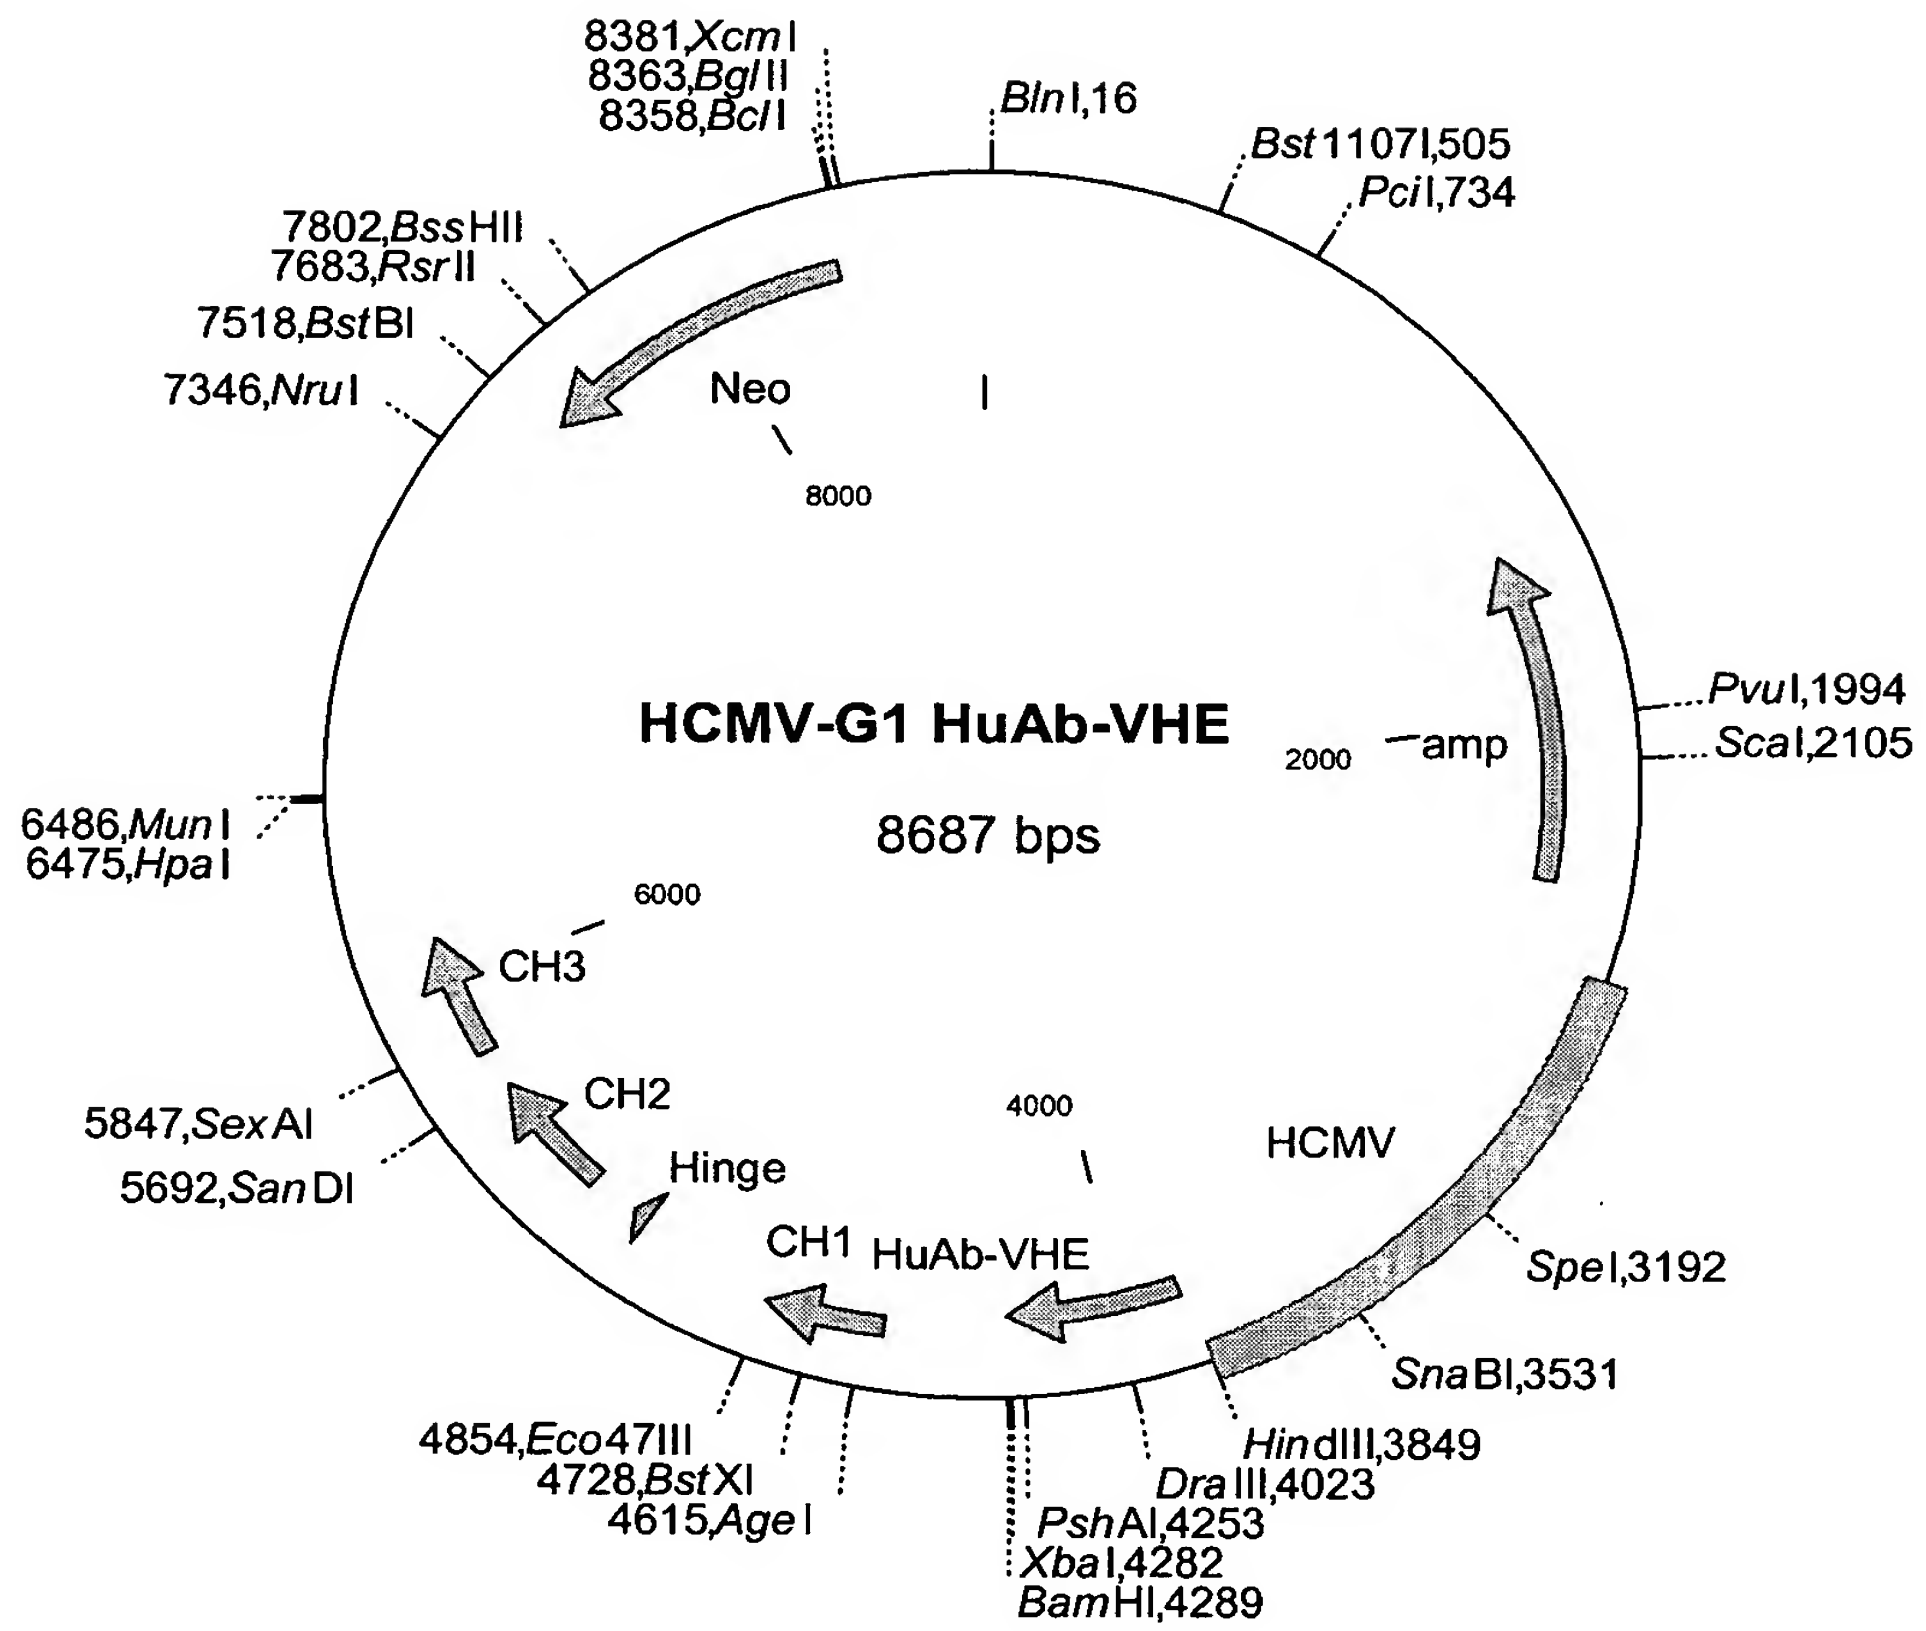 8381,XcmI
8363,BglII
8358,BclI
BlnI,16
Bst1107I,505
PciI,734
7802,BssHII
7683,RsrII
7518,BstBI
7346,NruI
Neo
I
8000
PvuI,1994
ScaI,2105
HCMV-G1 HuAb-VHE
2000
amp
8687 bps
6486,MunI
6475,HpaI
6000
CH3
CH2
4000
HCMV
5847,SexAI
5692,SanDI
Hinge
CH1
HuAb-VHE
SpeI,3192
SnaBI,3531
4854,Eco47III
4728,BstXI
4615,AgeI
HindIII,3849
DraIII,4023
PshAI,4253
XbaI,4282
BamHI,4289